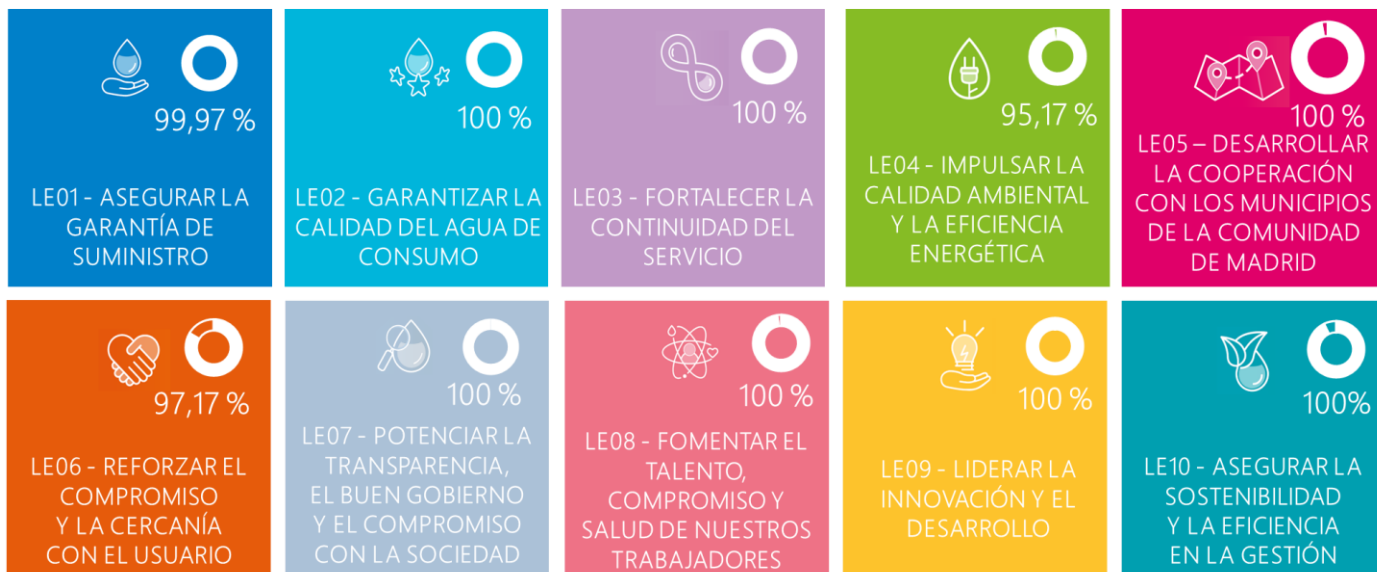 99,97 %
LE01 - ASEGURAR LA
GARANTÍA DE
SUMINISTRO
100 %
LE02 - GARANTIZAR LA
CALIDAD DEL AGUA DE
CONSUMO
100 %
LE03 - FORTALECER LA
CONTINUIDAD DEL
SERVICIO
95,17 %
LE04 - IMPULSAR LA
CALIDAD AMBIENTAL
Y LA EFICIENCIA
ENERGÉTICA
100 %
LE05 – DESARROLLAR
LA COOPERACIÓN
CON LOS MUNICIPIOS
DE LA COMUNIDAD
DE MADRID
97,17 %
LE06 - REFORZAR EL
COMPROMISO
Y LA CERCANÍA
CON EL USUARIO
100 %
LE07 - POTENCIAR LA
TRANSPARENCIA,
EL BUEN GOBIERNO
Y EL COMPROMISO
CON LA SOCIEDAD
100 %
LE08 - FOMENTAR EL
TALENTO,
COMPROMISO Y
SALUD DE NUESTROS
TRABAJADORES
100 %
LE09 - LIDERAR LA
INNOVACIÓN Y EL
DESARROLLO
100%
LE10 - ASEGURAR LA
SOSTENIBILIDAD
Y LA EFICIENCIA
EN LA GESTIÓN